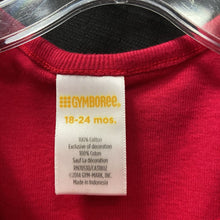 GYMBOREE
18-24 mos.
100% Cotton
Exclusive of decoration
100% Coton
Sauf La décoration
©2014 GYM-MARK, INC.
Made in Indonesia